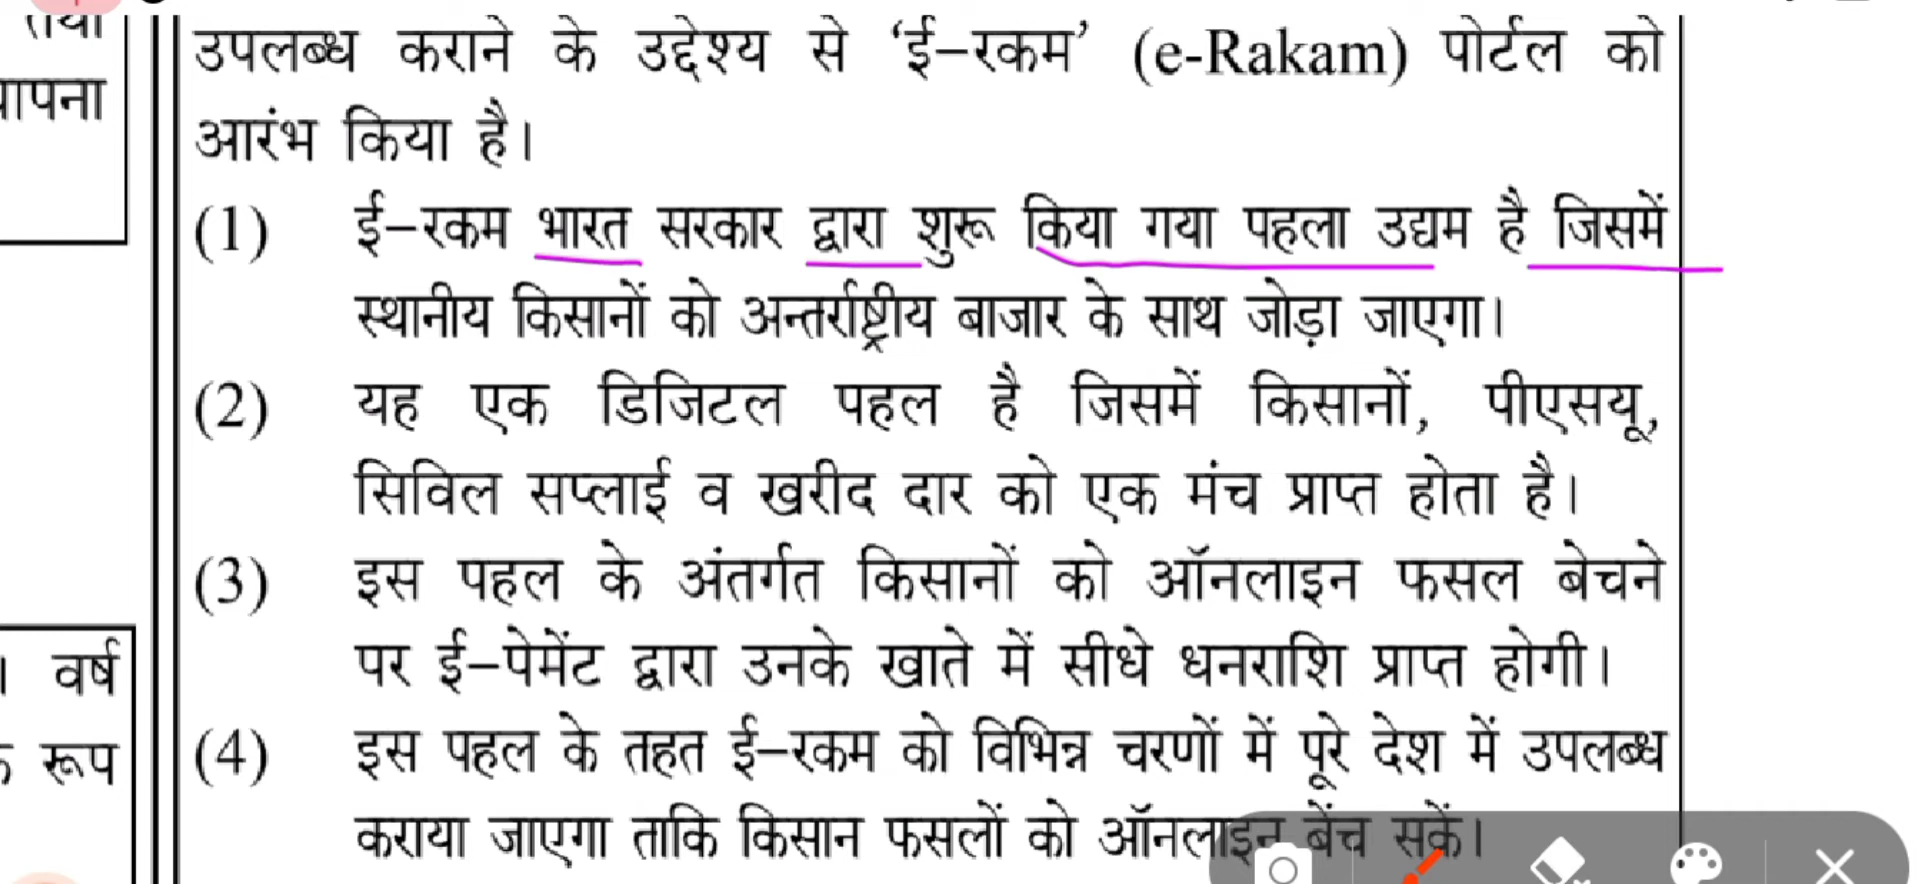 तथा
यापना
उपलब्ध कराने के उद्देश्य से ‘ई–रकम’ (e-Rakam) पोर्टल को
आरंभ किया है।
(1) ई–रकम भारत सरकार द्वारा शुरू किया गया पहला उद्यम है जिसमें
स्थानीय किसानों को अन्तर्राष्ट्रीय बाजार के साथ जोड़ा जाएगा।
(2) यह एक डिजिटल पहल है जिसमें किसानों, पीएसयू,
सिविल सप्लाई व खरीद दार को एक मंच प्राप्त होता है।
(3) इस पहल के अंतर्गत किसानों को ऑनलाइन फसल बेचने
पर ई–पेमेंट द्वारा उनके खाते में सीधे धनराशि प्राप्त होगी।
(4) इस पहल के तहत ई–रकम को विभिन्न चरणों में पूरे देश में उपलब्ध
कराया जाएगा ताकि किसान फसलों को ऑनलाइन बेंच सकें।
। वर्ष
रूप